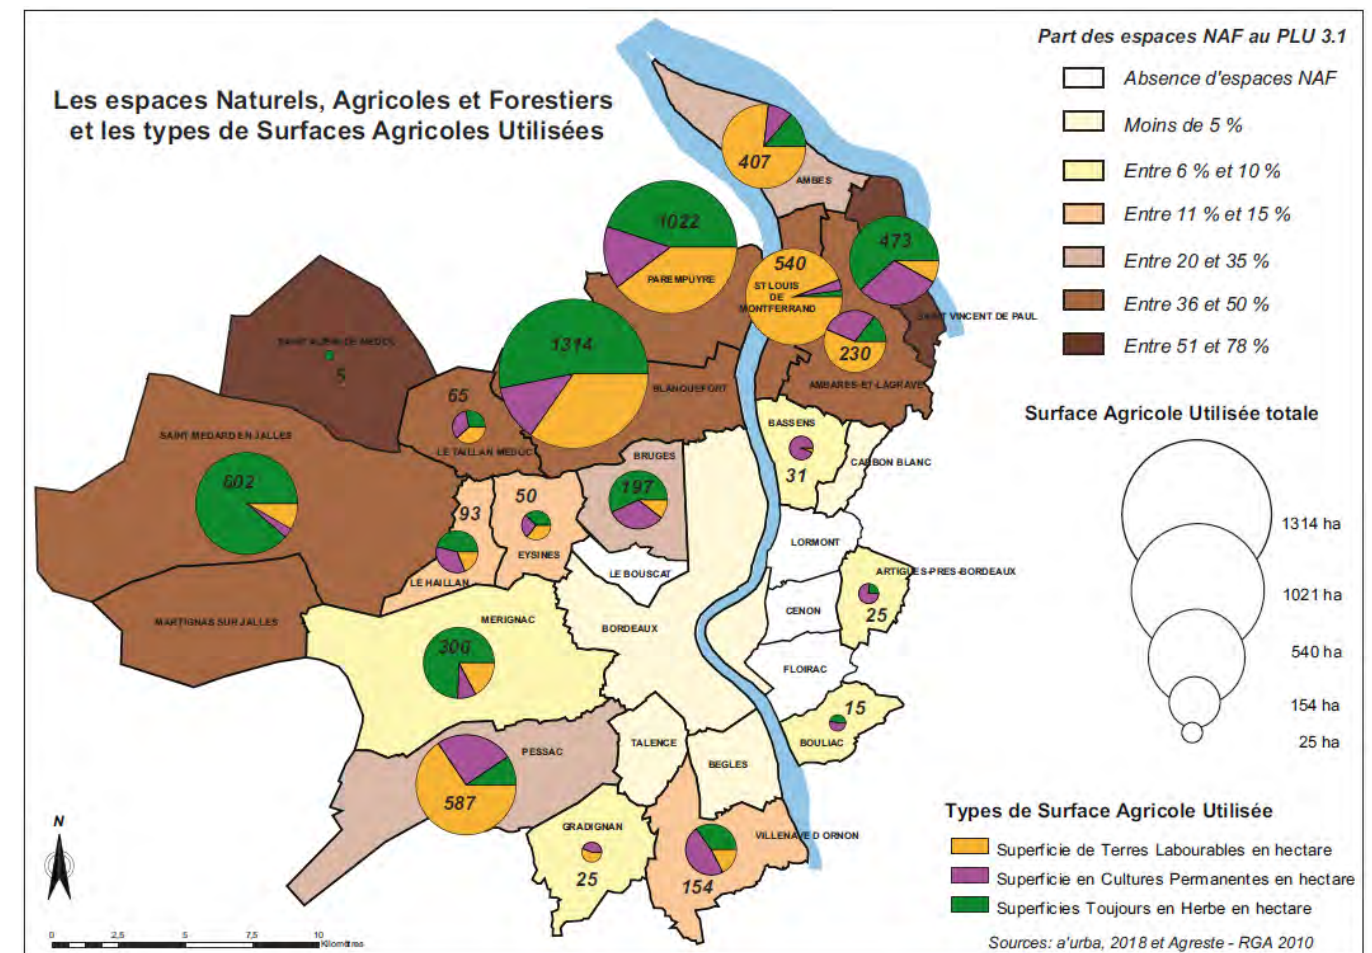 Les espaces Naturels, Agricoles et Forestiers
et les types de Surfaces Agricoles Utilisées
Part des espaces NAF au PLU 3.1
Absence d'espaces NAF
Moins de 5 %
Entre 6 % et 10 %
Entre 11 % et 15 %
Entre 20 et 35 %
Entre 36 et 50 %
Entre 51 et 78 %
Surface Agricole Utilisée totale
1314 ha
1021 ha
540 ha
154 ha
25 ha
Types de Surface Agricole Utilisée
Superficie de Terres Labourables en hectare
Superficie en Cultures Permanentes en hectare
Superficies Toujours en Herbe en hectare
Sources: a'urba, 2018 et Agreste - RGA 2010
407
AMBES
1022
PAREMPUYRE
540
ST LOUIS
DE
MONTFERRAND
473
SAINT VINCENT DE PAUL
230
AMBARES-ET-LAGRAVE
1314
BLANQUEFORT
SAINT AUBIN DE MEDOC
5
65
LE TAILLAN MEDOC
SAINT MEDARD EN JALLES
602
MARTIGNAS SUR JALLES
93
LE HAILLAN
50
EYSINES
BRUGES
197
LE BOUSCAT
BORDEAUX
BASSENS
31
CARBON BLANC
LORMONT
ARTIGUES-PRES-BORDEAUX
25
CENON
FLOIRAC
15
BOULIAC
MERIGNAC
306
PESSAC
587
TALENCE
BEGLES
GRADIGNAN
25
VILLENAVE D ORNON
154
N
0 2,5 5 10
Kilomètres